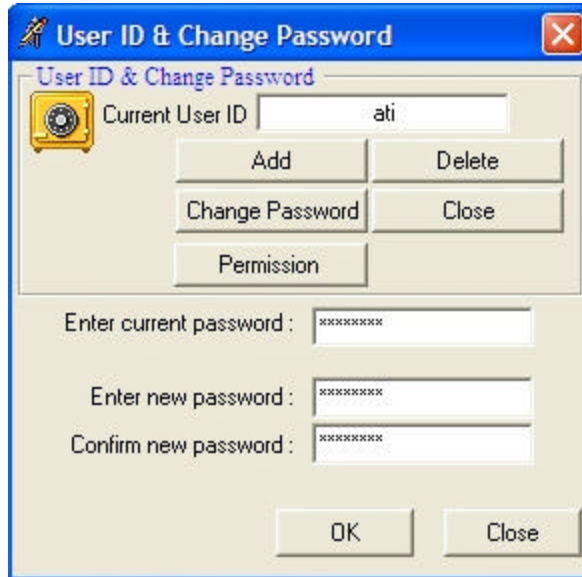 User ID & Change Password
User ID & Change Password
Current User ID ati
Add Delete
Change Password Close
Permission
Enter current password : ********
Enter new password : ********
Confirm new password : ********
OK Close